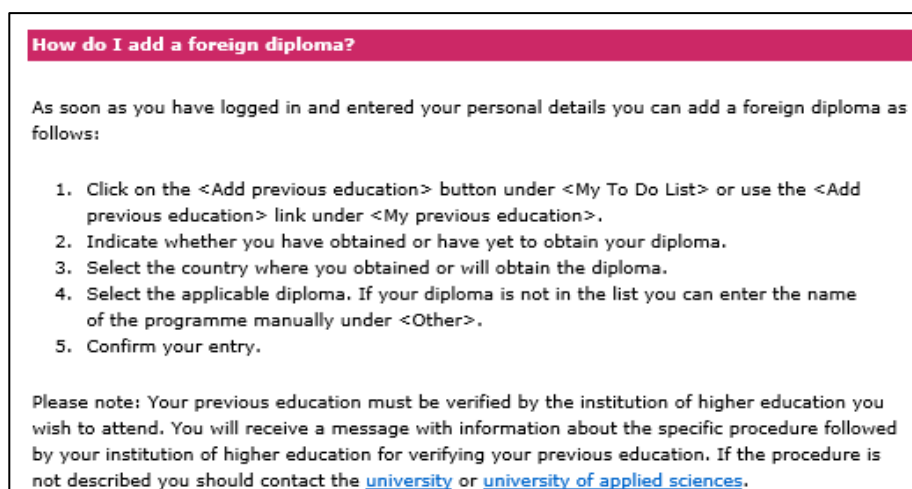 How do I add a foreign diploma?
As soon as you have logged in and entered your personal details you can add a foreign diploma as
follows:
1. Click on the <Add previous education> button under <My To Do List> or use the <Add
previous education> link under <My previous education>.
2. Indicate whether you have obtained or have yet to obtain your diploma.
3. Select the country where you obtained or will obtain the diploma.
4. Select the applicable diploma. If your diploma is not in the list you can enter the name
of the programme manually under <Other>.
5. Confirm your entry.
Please note: Your previous education must be verified by the institution of higher education you
wish to attend. You will receive a message with information about the specific procedure followed
by your institution of higher education for verifying your previous education. If the procedure is
not described you should contact the university or university of applied sciences.